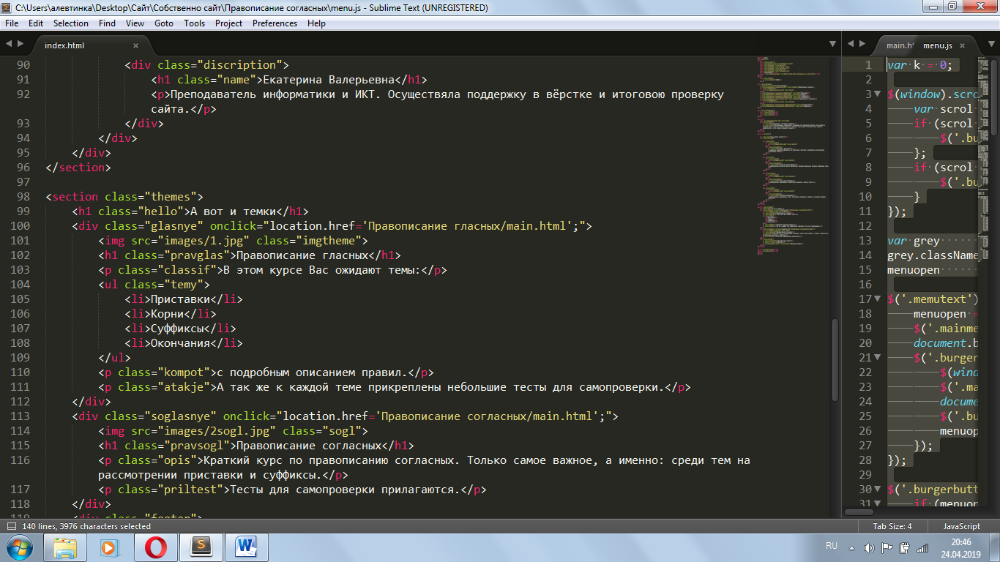 C:\Users\алевтинка\Desktop\Сайт\Собственно сайт\Правописание согласных\menu.js - Sublime Text (UNREGISTERED)
File Edit Selection Find View Goto Tools Project Preferences Help
index.html
90 <div class="discription">
91 <h1 class="name">Екатерина Валерьевна</h1>
92 <p>Преподаватель информатики и ИКТ. Осуществяла поддержку в вёрстке и итоговою проверку
сайта.</p>
93 </div>
94 </div>
95 </div>
96 </section>
97
98 <section class="themes">
99 <h1 class="hello">А вот и темки</h1>
100 <div class="glasnye" onclick="location.href='Правописание гласных/main.html';">
101 <img src="images/1.jpg" class="imgtheme">
102 <h1 class="pravglas">Правописание гласных</h1>
103 <p class="classif">В этом курсе Вас ожидают темы:</p>
104 <ul class="temy">
105 <li>Приставки</li>
106 <li>Корни</li>
107 <li>Суффиксы</li>
108 <li>Окончания</li>
109 </ul>
110 <p class="kompot">с подробным описанием правил.</p>
111 <p class="atakje">А так же к каждой теме прикреплены небольшие тесты для самопроверки.</p>
112 </div>
113 <div class="soglasnye" onclick="location.href='Правописание согласных/main.html';">
114 <img src="images/2sogl.jpg" class="sogl">
115 <h1 class="pravsogl">Правописание согласных</h1>
116 <p class="opis">Краткий курс по правописанию согласных. Только самое важное, а именно: среди тем на
рассмотрении приставки и суффиксы.</p>
117 <p class="priltest">Тесты для самопроверки прилагаются.</p>
118 </div>
<div class="footer">
main.ht menu.js
1 var k = 0;
2
3 $(window).scro
4 var scrol
5 if (scrol
6 $('.bu
7 };
8 if (scrol
9 $('.bu
10 }
11 });
12
13 var grey
14 grey.className
15 menuopen
16
17 $('.memutext')
18 menuopen =
19 $('.mainme
20 document.b
21 $('.burger
22 $(wind
23 $('.ma
24 docume
25 $('.bu
26 menuop
27 });
28 });
29
30 $('.burgerbutt
31 if (menuop
140 lines, 3976 characters selected
Tab Size: 4 JavaScript
RU 20:46
24.04.2019